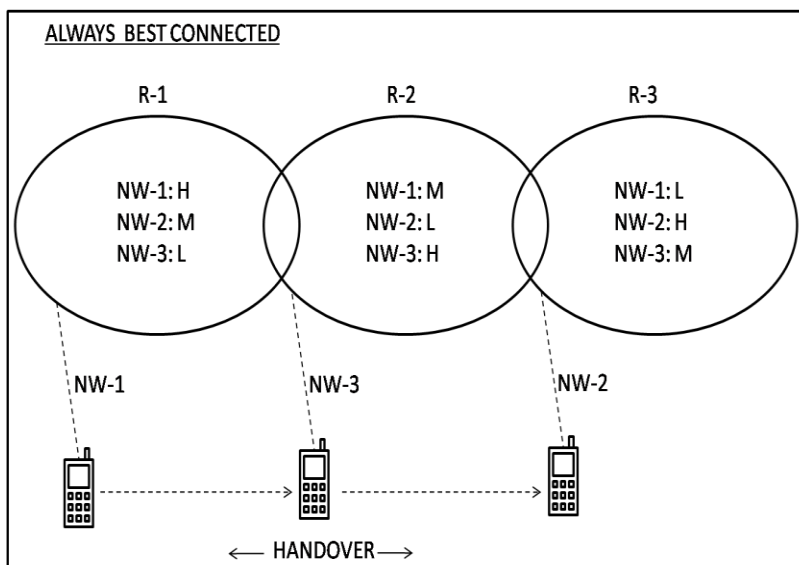 ALWAYS BEST CONNECTED
R-1
R-2
R-3
NW-1: H
NW-2: M
NW-3: L
NW-1: M
NW-2: L
NW-3: H
NW-1: L
NW-2: H
NW-3: M
NW-1
NW-3
NW-2
HANDOVER